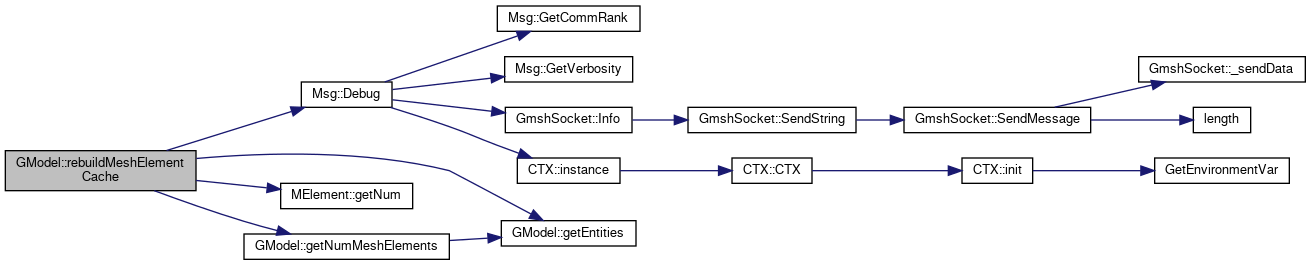 Msg::GetCommRank
Msg::GetVerbosity
GmshSocket::_sendData
Msg::Debug
GmshSocket::Info
GmshSocket::SendString
GmshSocket::SendMessage
length
GModel::rebuildMeshElement
Cache
CTX::instance
CTX::CTX
CTX::init
GetEnvironmentVar
MElement::getNum
GModel::getEntities
GModel::getNumMeshElements